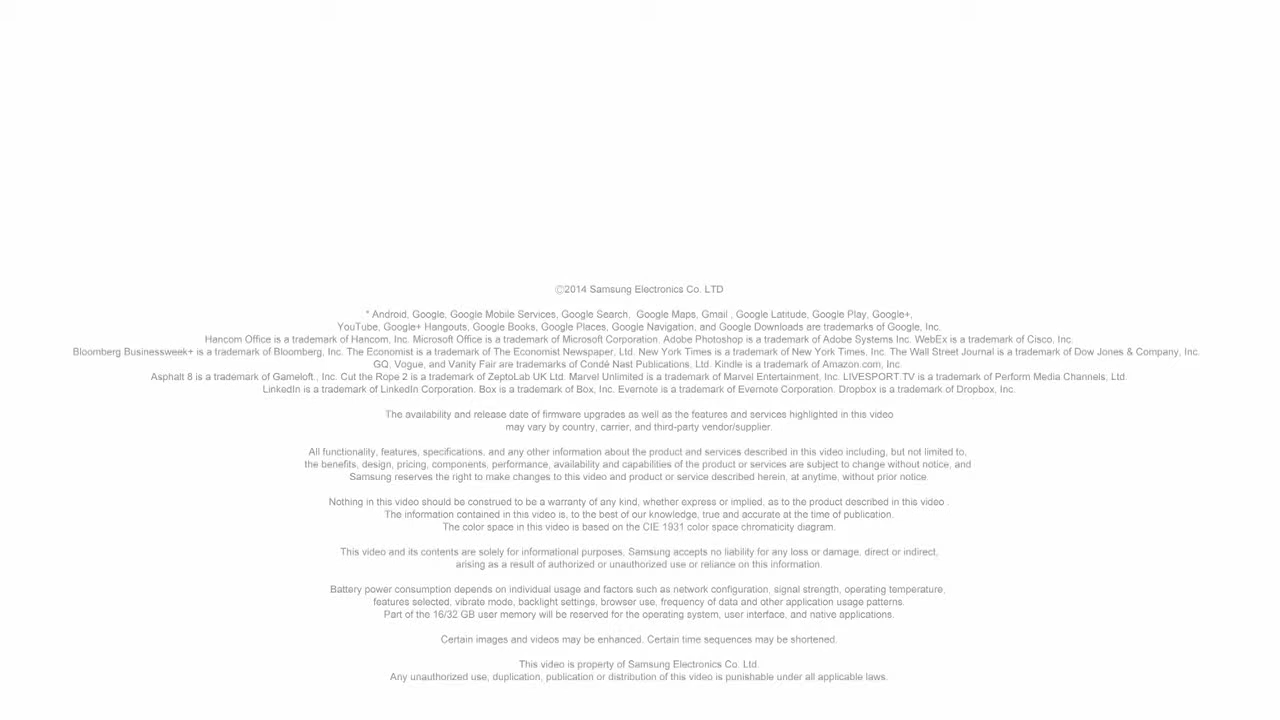 ©2014 Samsung Electronics Co. LTD
* Android, Google, Google Mobile Services, Google Search, Google Maps, Gmail , Google Latitude, Google Play, Google+,
YouTube, Google+ Hangouts, Google Books, Google Places, Google Navigation, and Google Downloads are trademarks of Google, Inc.
Hancom Office is a trademark of Hancom, Inc. Microsoft Office is a trademark of Microsoft Corporation. Adobe Photoshop is a trademark of Adobe Systems Inc. WebEx is a trademark of Cisco, Inc.
Bloomberg Businessweek+ is a trademark of Bloomberg, Inc. The Economist is a trademark of The Economist Newspaper, Ltd. New York Times is a trademark of New York Times, Inc. The Wall Street Journal is a trademark of Dow Jones & Company, Inc.
GQ, Vogue, and Vanity Fair are trademarks of Condé Nast Publications, Ltd. Kindle is a trademark of Amazon.com, Inc.
Asphalt 8 is a trademark of Gameloft., Inc. Cut the Rope 2 is a trademark of ZeptoLab UK Ltd. Marvel Unlimited is a trademark of Marvel Entertainment, Inc. LIVESPORT.TV is a trademark of Perform Media Channels, Ltd.
LinkedIn is a trademark of LinkedIn Corporation. Box is a trademark of Box, Inc. Evernote is a trademark of Evernote Corporation. Dropbox is a trademark of Dropbox, Inc.
The availability and release date of firmware upgrades as well as the features and services highlighted in this video
may vary by country, carrier, and third-party vendor/supplier.
All functionality, features, specifications, and any other information about the product and services described in this video including, but not limited to,
the benefits, design, pricing, components, performance, availability and capabilities of the product or services are subject to change without notice, and
Samsung reserves the right to make changes to this video and product or service described herein, at anytime, without prior notice.
Nothing in this video should be construed to be a warranty of any kind, whether express or implied, as to the product described in this video .
The information contained in this video is, to the best of our knowledge, true and accurate at the time of publication.
The color space in this video is based on the CIE 1931 color space chromaticity diagram.
This video and its contents are solely for informational purposes, Samsung accepts no liability for any loss or damage, direct or indirect,
arising as a result of authorized or unauthorized use or reliance on this information.
Battery power consumption depends on individual usage and factors such as network configuration, signal strength, operating temperature,
features selected, vibrate mode, backlight settings, browser use, frequency of data and other application usage patterns.
Part of the 16/32 GB user memory will be reserved for the operating system, user interface, and native applications.
Certain images and videos may be enhanced. Certain time sequences may be shortened.
This video is property of Samsung Electronics Co. Ltd.
Any unauthorized use, duplication, publication or distribution of this video is punishable under all applicable laws.